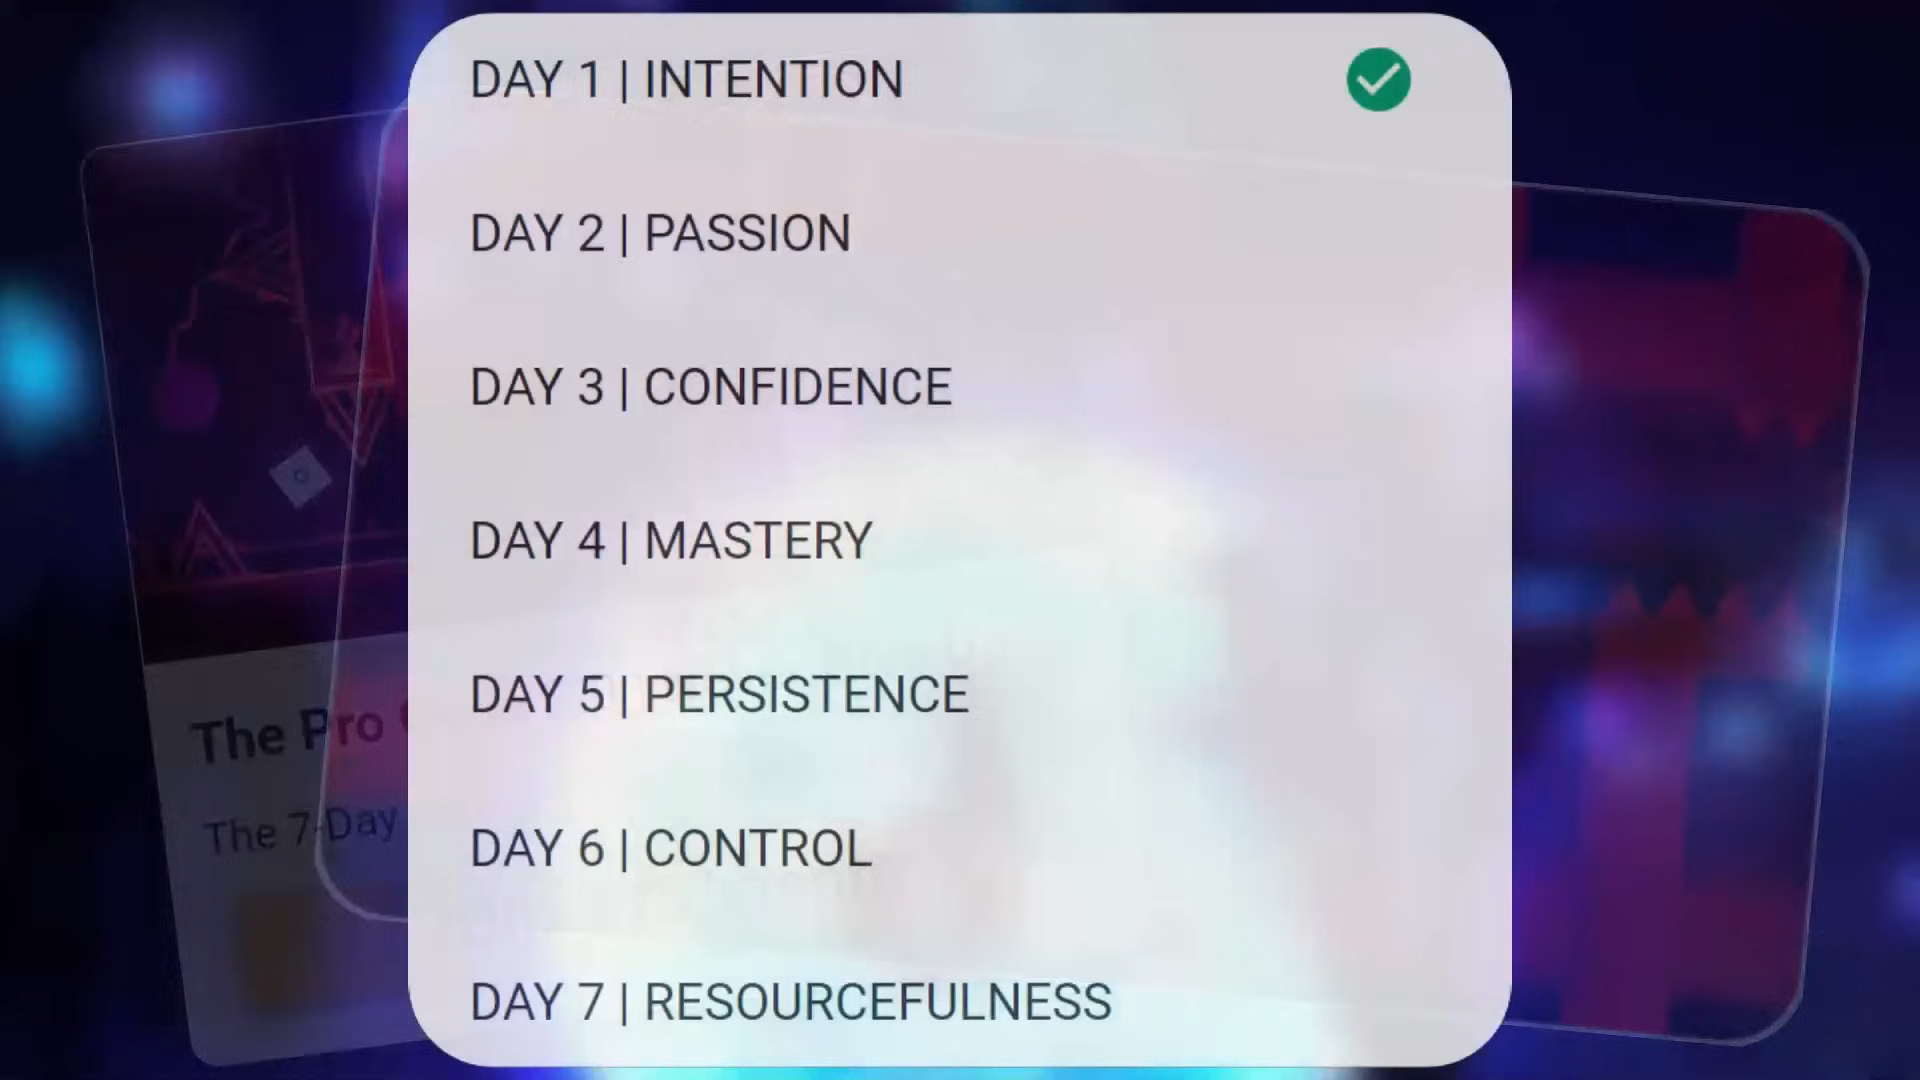 DAY 1 | INTENTION
DAY 2 | PASSION
DAY 3 | CONFIDENCE
DAY 4 | MASTERY
DAY 5 | PERSISTENCE
DAY 6 | CONTROL
DAY 7 | RESOURCEFULNESS
The Pro
The 7-Day